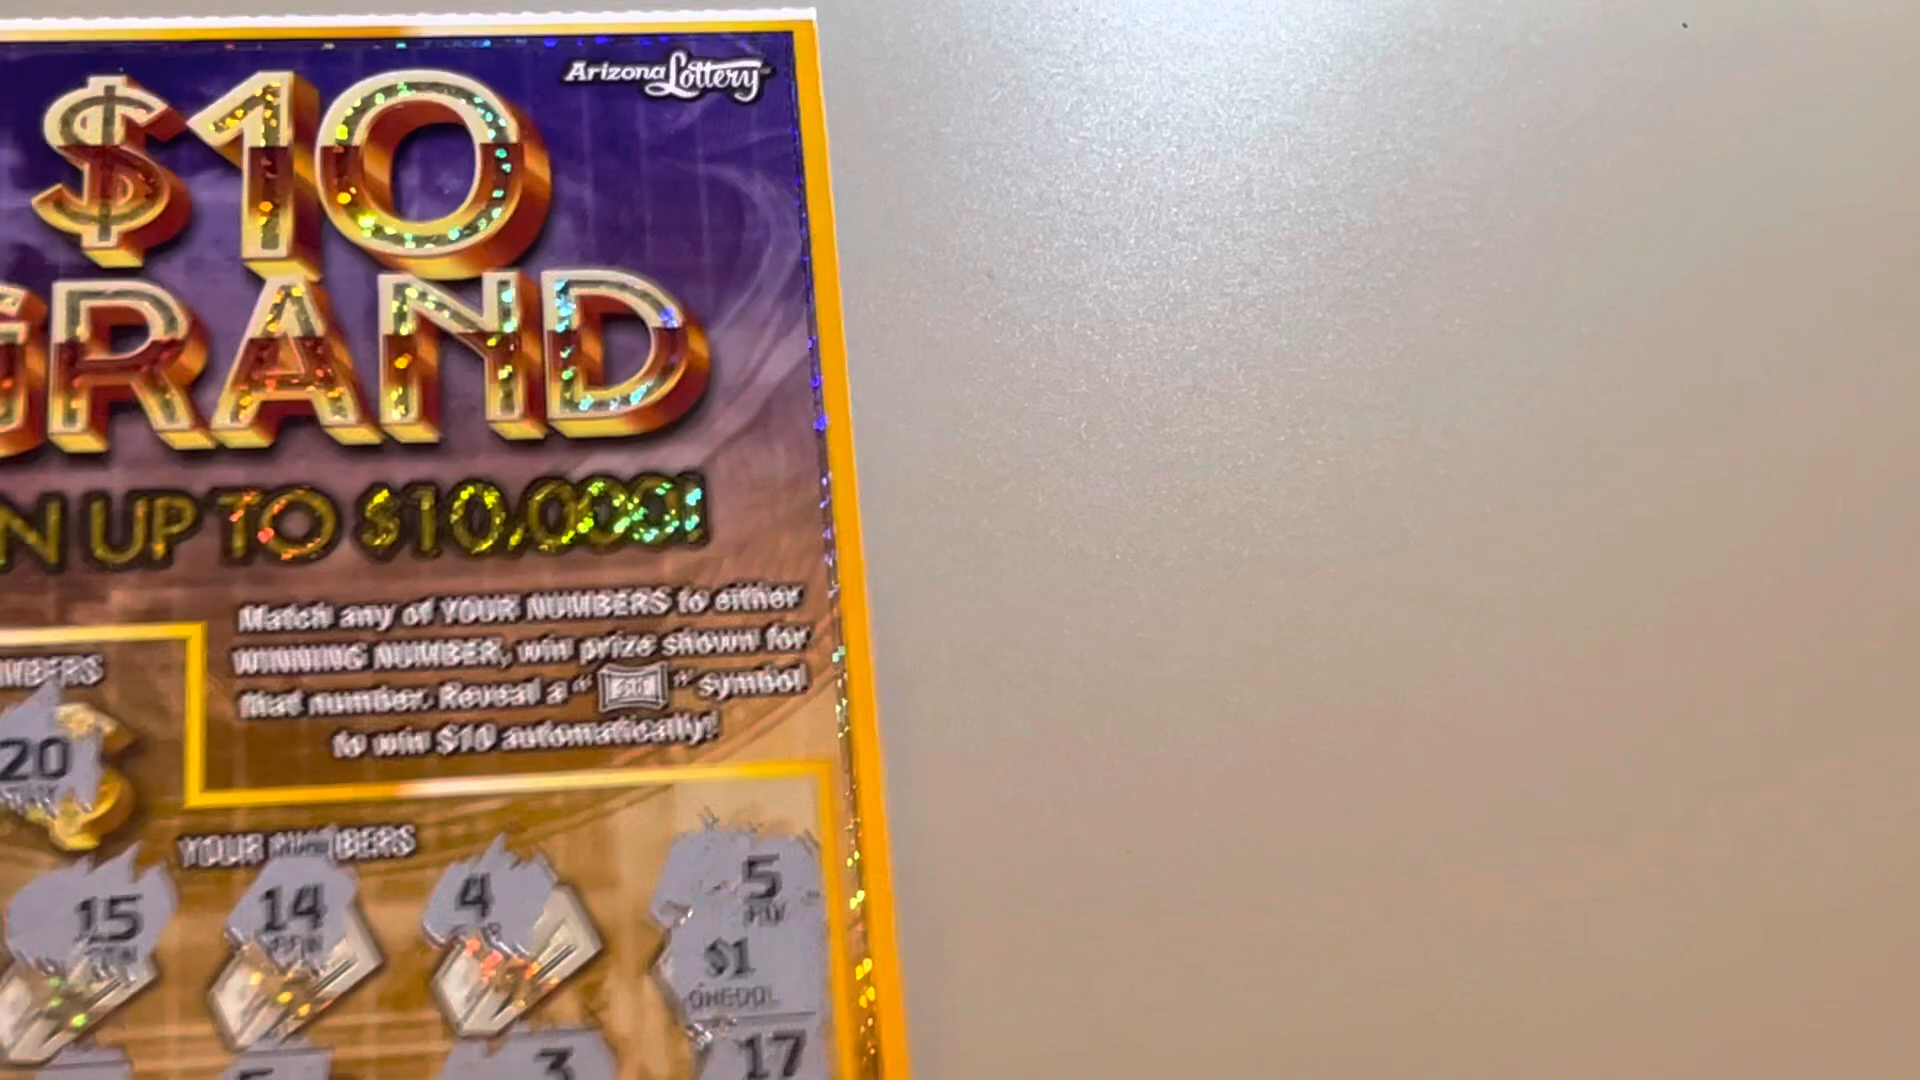 Arizona Lottery
$10
GRAND
N UP TO $10,000!
Match any of YOUR NUMBERS to either
WINNING NUMBER, win prize shown for
that number. Reveal a " " symbol
to win $10 automatically!
MBERS
20
YOUR NUMBERS
15 14 4 5
$1
ONEDOL
3 17